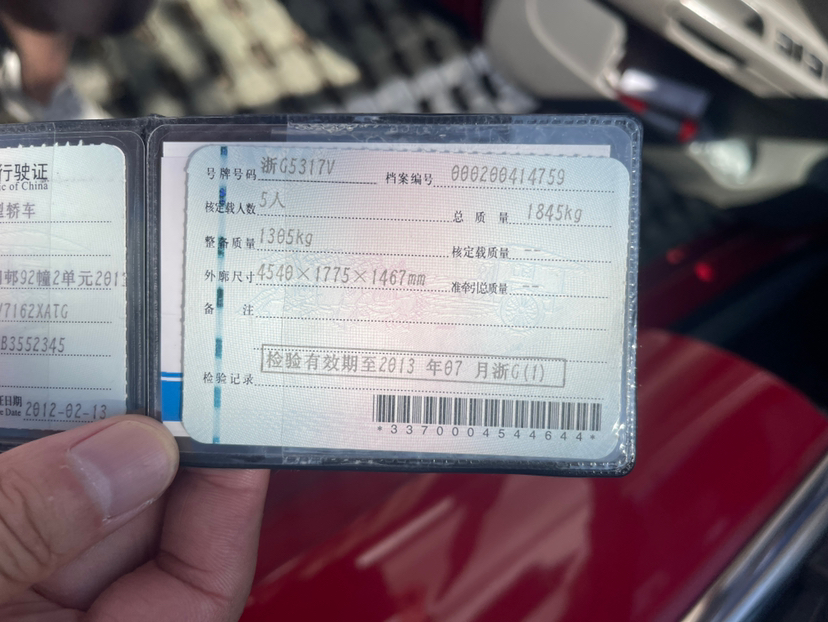 行驶证
ic of China
型轿车
92幢2单元201
7162XATG
B3552345
证日期
e Date 2012-02-13
号牌号码 浙G5317V 档案编号 000200414759
核定载人数 5人 总质量 1845kg
整备质量 1305kg 核定载质量 --
外廓尺寸 4540×1775×1467mm 准牵引总质量 --
备注
检验有效期至2013 年07 月浙G(1)
检验记录
*3370004544644*